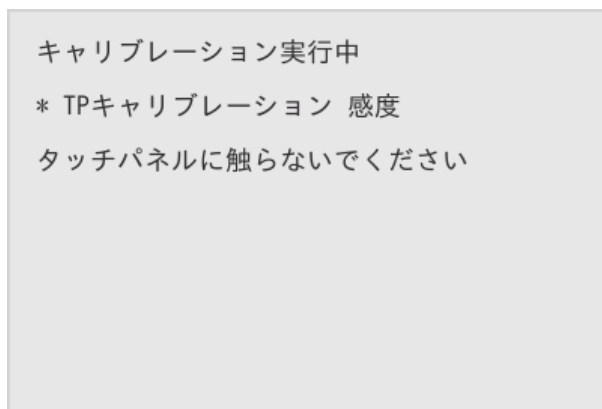 キャリブレーション実行中
* TPキャリブレーション 感度
タッチパネルに触らないでください